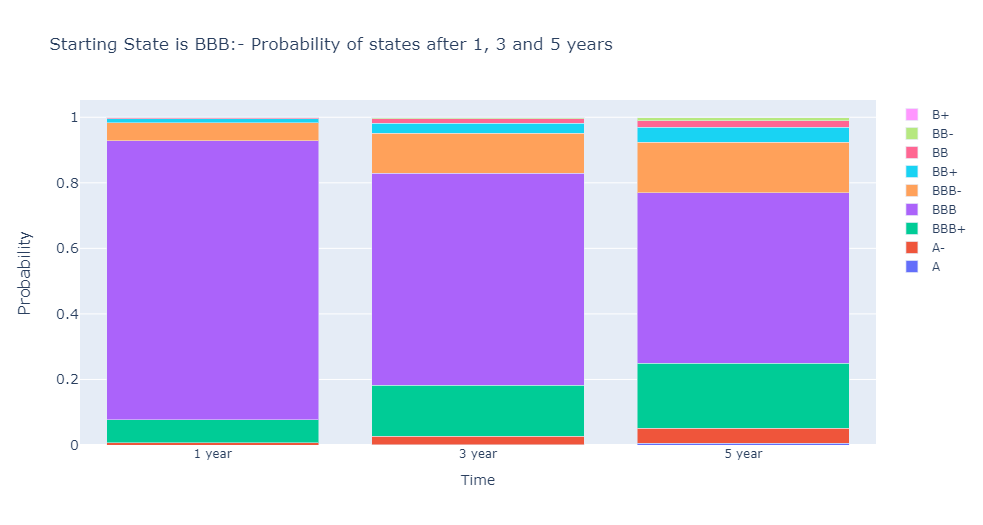 Starting State is BBB:- Probability of states after 1, 3 and 5 years
B+
BB-
BB
BB+
BBB-
BBB
BBB+
A-
A
1
0.8
0.6
0.4
0.2
0
Probability
1 year
3 year
5 year
Time